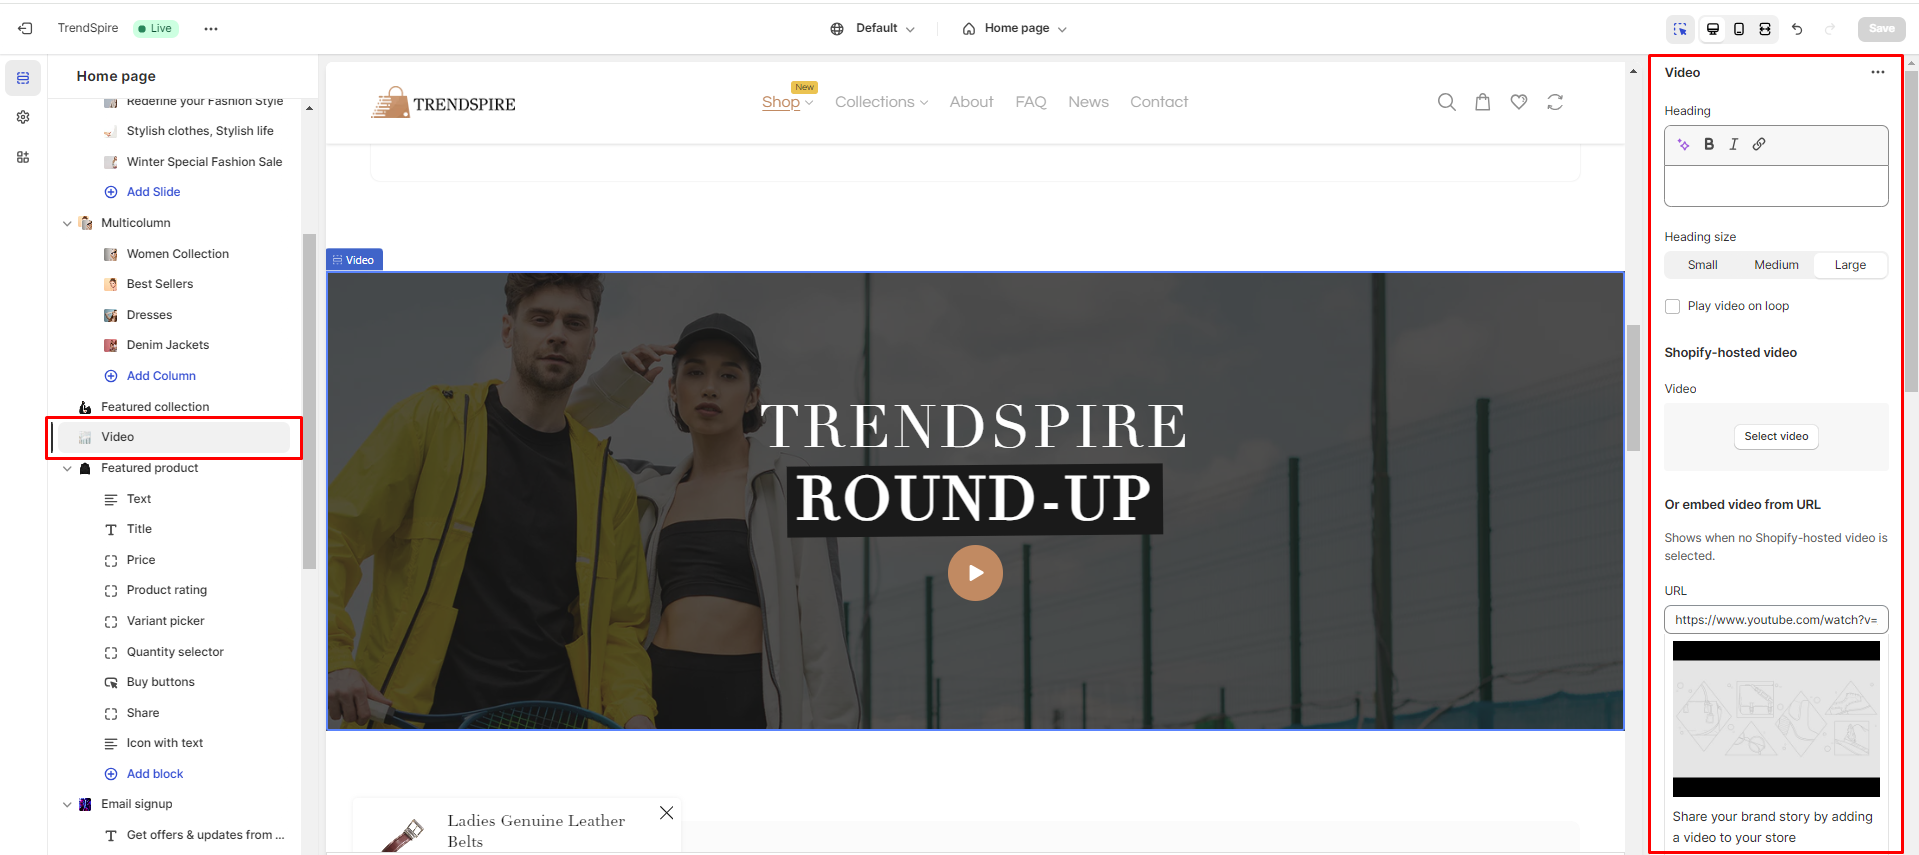 TrendSpire
Live
Default
Home page
Save
Home page
Redefine your Fashion Style
Stylish clothes, Stylish life
Winter Special Fashion Sale
Add Slide
Multicolumn
Women Collection
Best Sellers
Dresses
Denim Jackets
Add Column
Featured collection
Video
Featured product
Text
Title
Price
Product rating
Variant picker
Quantity selector
Buy buttons
Share
Icon with text
Add block
Email signup
Get offers & updates from ...
TRENDSPIRE
New
Shop
Collections
About
FAQ
News
Contact
Video
TRENDSPIRE
ROUND-UP
Ladies Genuine Leather
Belts
Video
Heading
B I
Heading size
Small Medium Large
Play video on loop
Shopify-hosted video
Video
Select video
Or embed video from URL
Shows when no Shopify-hosted video is
selected.
URL
https://www.youtube.com/watch?v=
Share your brand story by adding
a video to your store